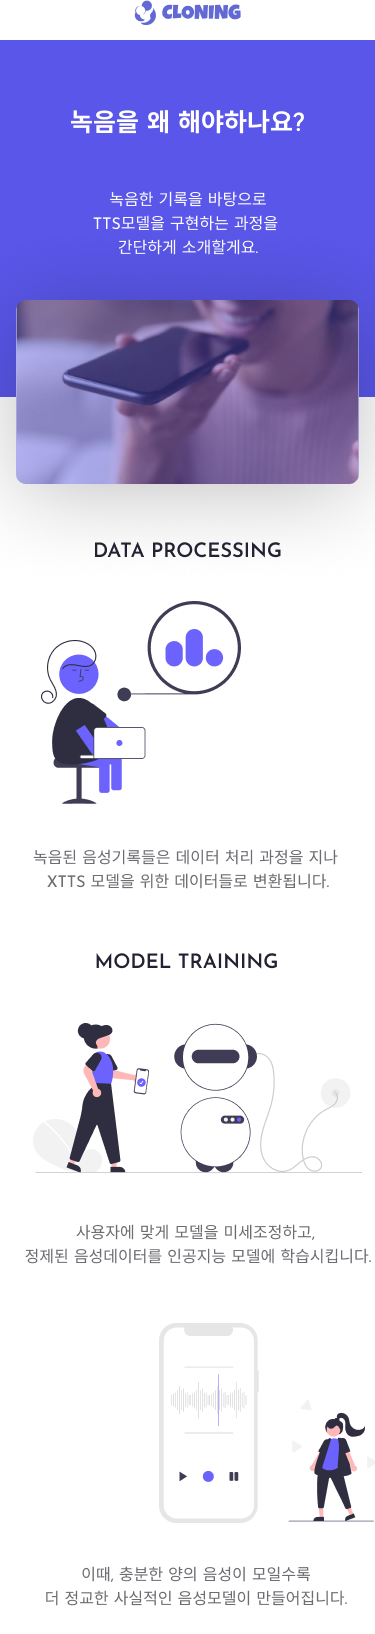 CLONING
녹음을 왜 해야하나요?
녹음한 기록을 바탕으로
TTS모델을 구현하는 과정을
간단하게 소개할게요.
DATA PROCESSING
녹음된 음성기록들은 데이터 처리 과정을 지나
XTTS 모델을 위한 데이터들로 변환됩니다.
MODEL TRAINING
사용자에 맞게 모델을 미세조정하고,
정제된 음성데이터를 인공지능 모델에 학습시킵니다.
이때, 충분한 양의 음성이 모일수록
더 정교한 사실적인 음성모델이 만들어집니다.